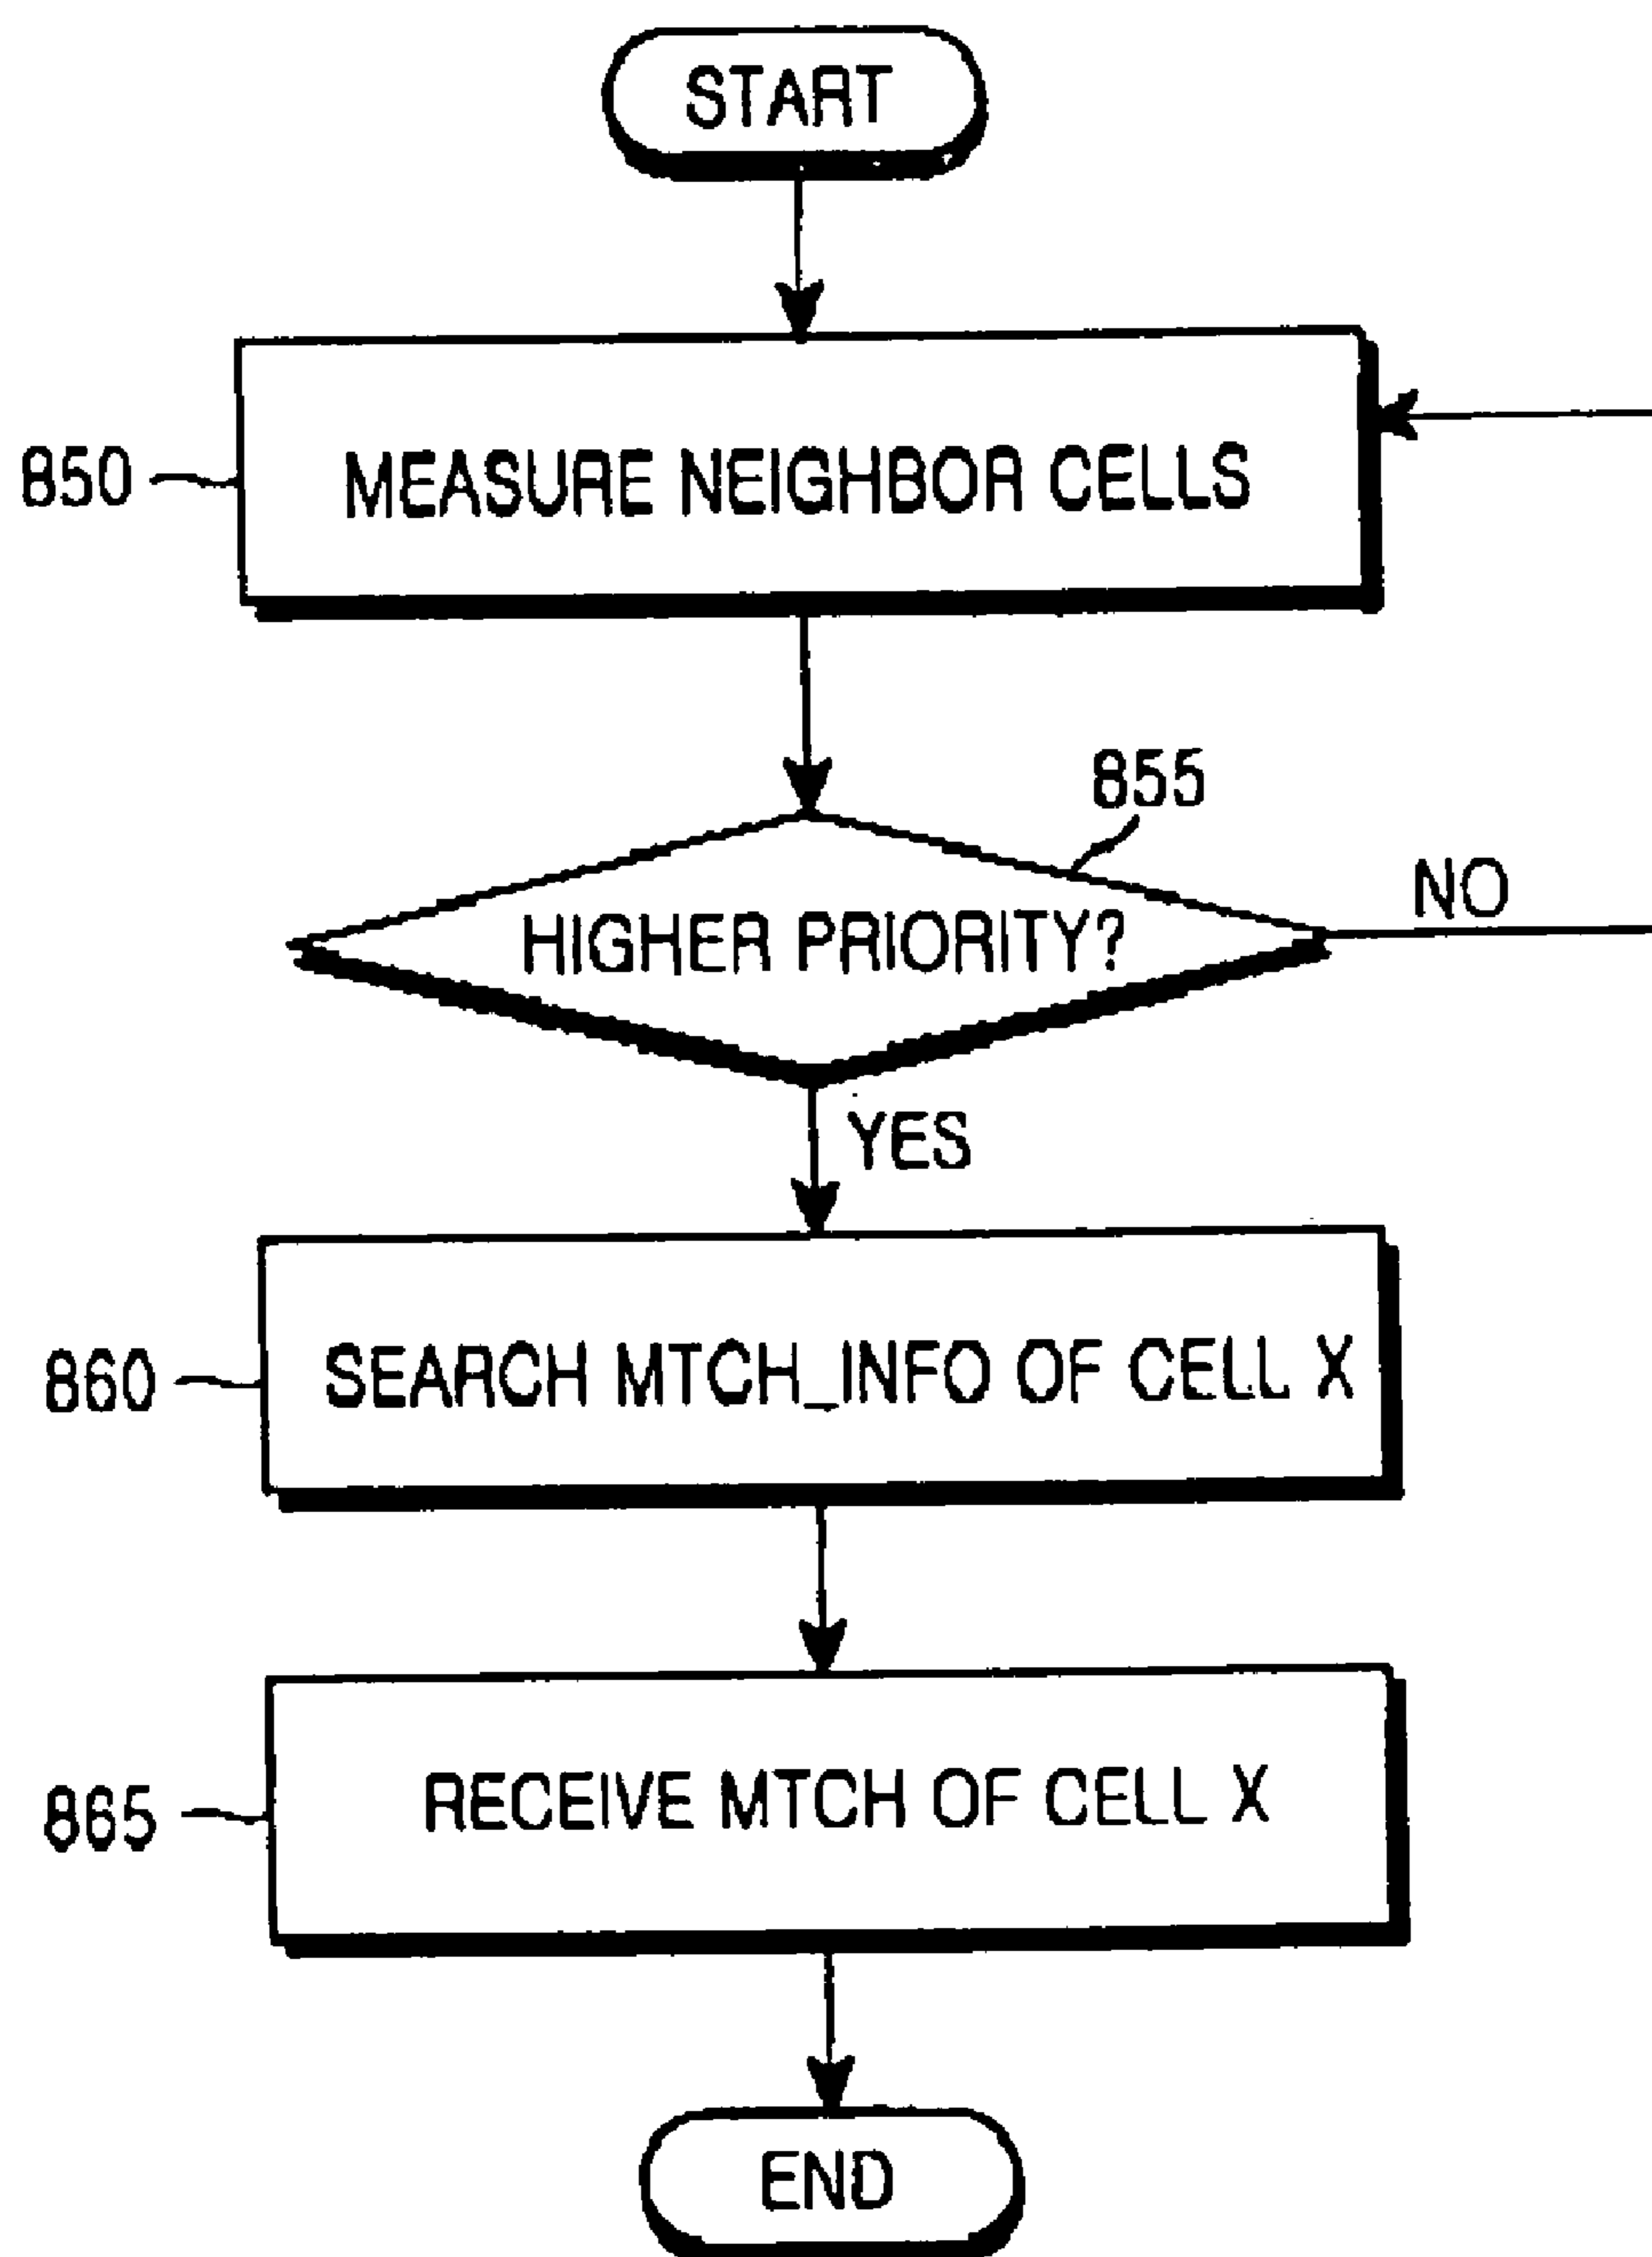 START
850
MEASURE NEIGHBOR CELLS
855
HIGHER PRIORITY?
NO
YES
860
SEARCH MTCH_INFO OF CELL X
865
RECEIVE MTCH OF CELL X
END